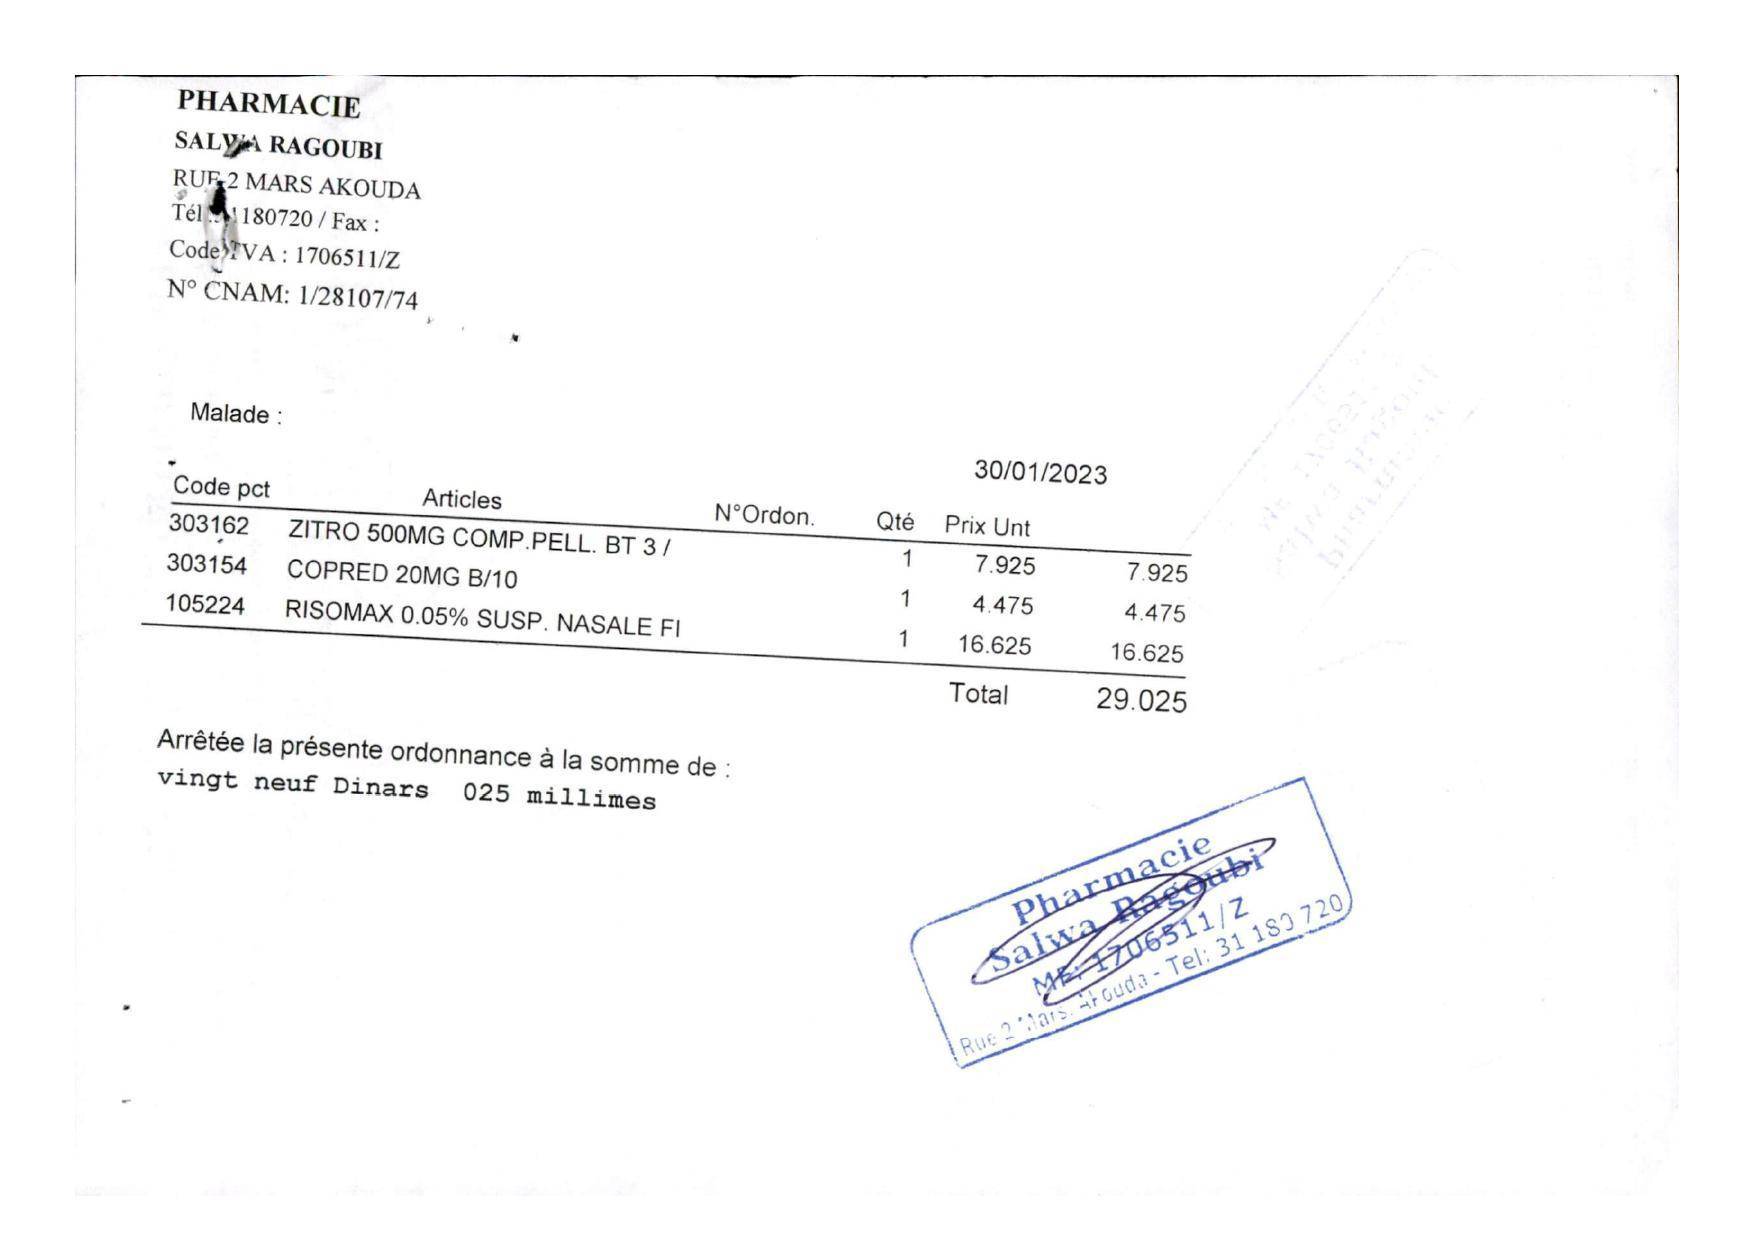 PHARMACIE
SALWA RAGOUBI
RUE 2 MARS AKOUDA
Tél : 31180720 / Fax :
Code TVA : 1706511/Z
N° CNAM: 1/28107/74
Malade :
30/01/2023
Code pct Articles N°Ordon. Qté Prix Unt
303162 ZITRO 500MG COMP.PELL. BT 3 / 1 7.925 7.925
303154 COPRED 20MG B/10 1 4.475 4.475
105224 RISOMAX 0.05% SUSP. NASALE FI 1 16.625 16.625
Total 29.025
Arrêtée la présente ordonnance à la somme de :
vingt neuf Dinars 025 millimes
Pharmacie
Salwa Ragoubi
MF: 1706511/Z
Rue 2 Mars. Akouda - Tel: 31 180 720